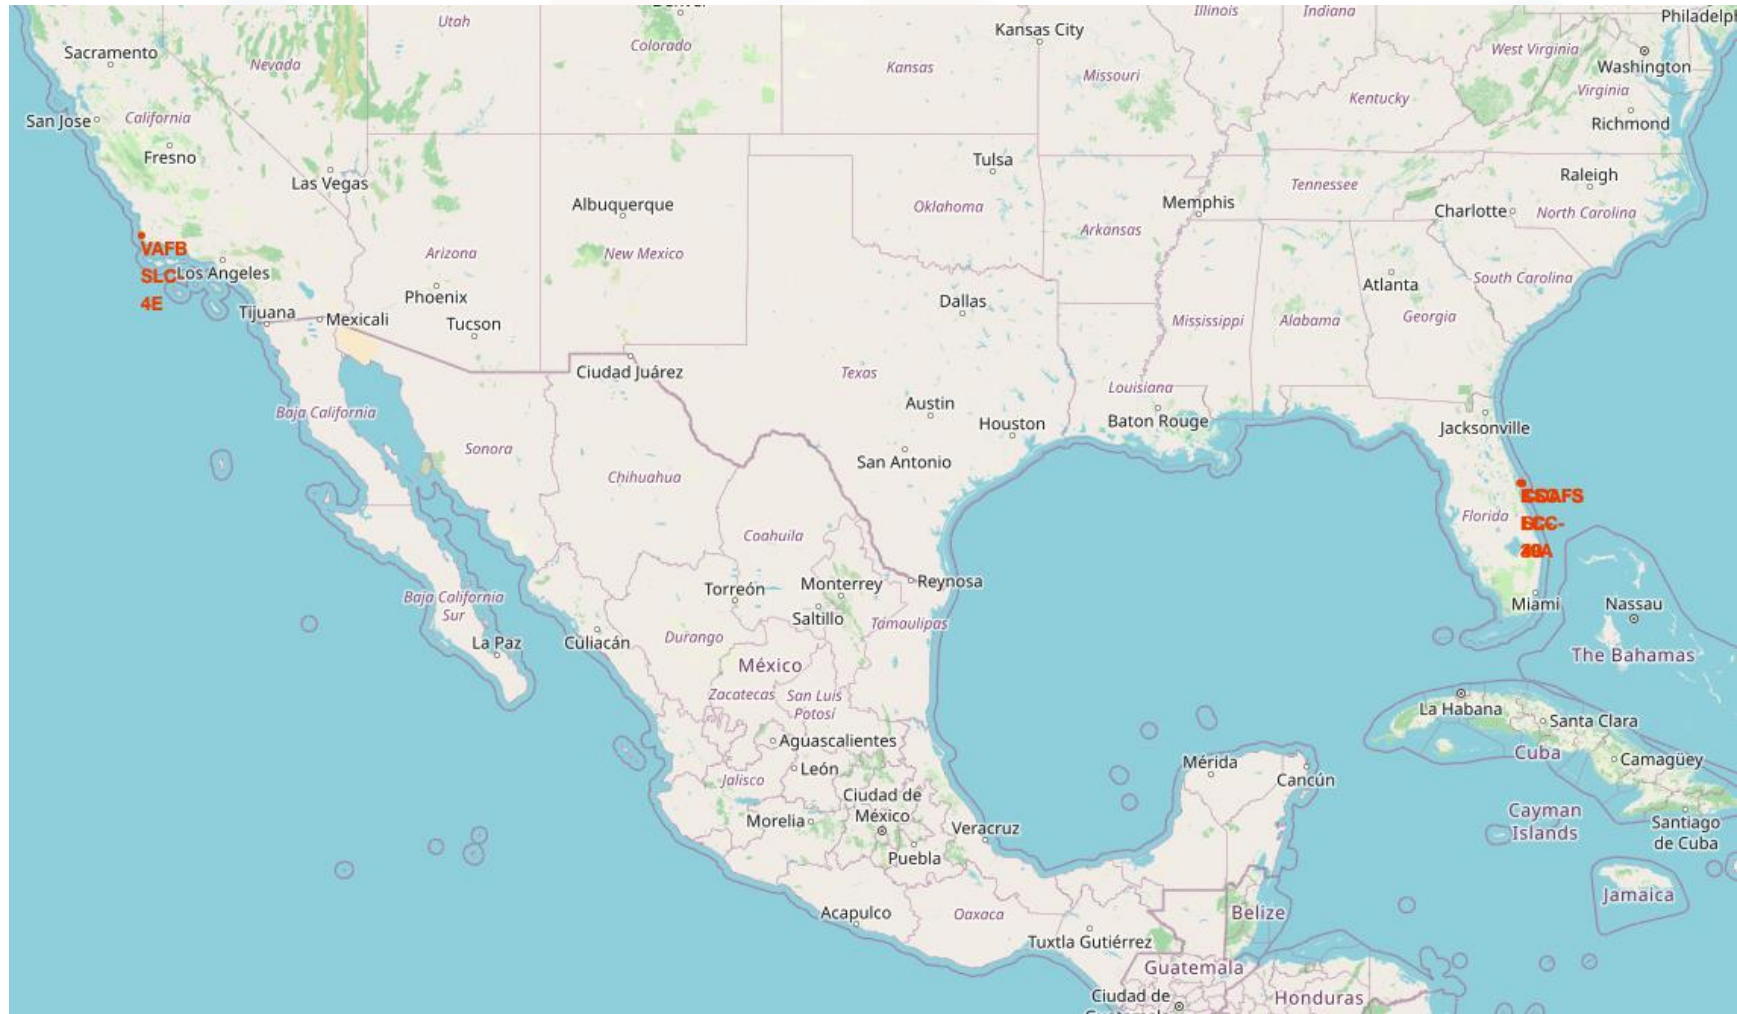 Philadelph
Utah
Colorado
Kansas City
Illinois
Indiana
Sacramento
Nevada
Kansas
Missouri
West Virginia
Washington
San Jose
California
Kentucky
Virginia
Richmond
Fresno
Las Vegas
Tulsa
Raleigh
Albuquerque
Oklahoma
Memphis
Tennessee
Charlotte
North Carolina
Arkansas
VAFB
SLC-
4E
Los Angeles
Arizona
New Mexico
Phoenix
Dallas
Atlanta
South Carolina
Tijuana
Mexicali
Tucson
Mississippi
Alabama
Georgia
Ciudad Juárez
Texas
Louisiana
Baja California
Austin
Houston
Baton Rouge
Jacksonville
Sonora
Chihuahua
San Antonio
Florida
Coahuila
Torreón
Monterrey
Reynosa
Miami
Nassau
Baja California
Sur
Saltillo
Tamaulipas
La Paz
Culiacán
Durango
México
The Bahamas
Zacatecas
San Luis
Potosí
La Habana
Santa Clara
Aguascalientes
Cuba
Camagüey
León
Jalisco
Mérida
Cancún
Ciudad de
México
Morelia
Veracruz
Cayman
Islands
Santiago
de Cuba
Puebla
Jamaica
Acapulco
Oaxaca
Belize
Tuxtla Gutiérrez
Guatemala
Ciudad de
Honduras